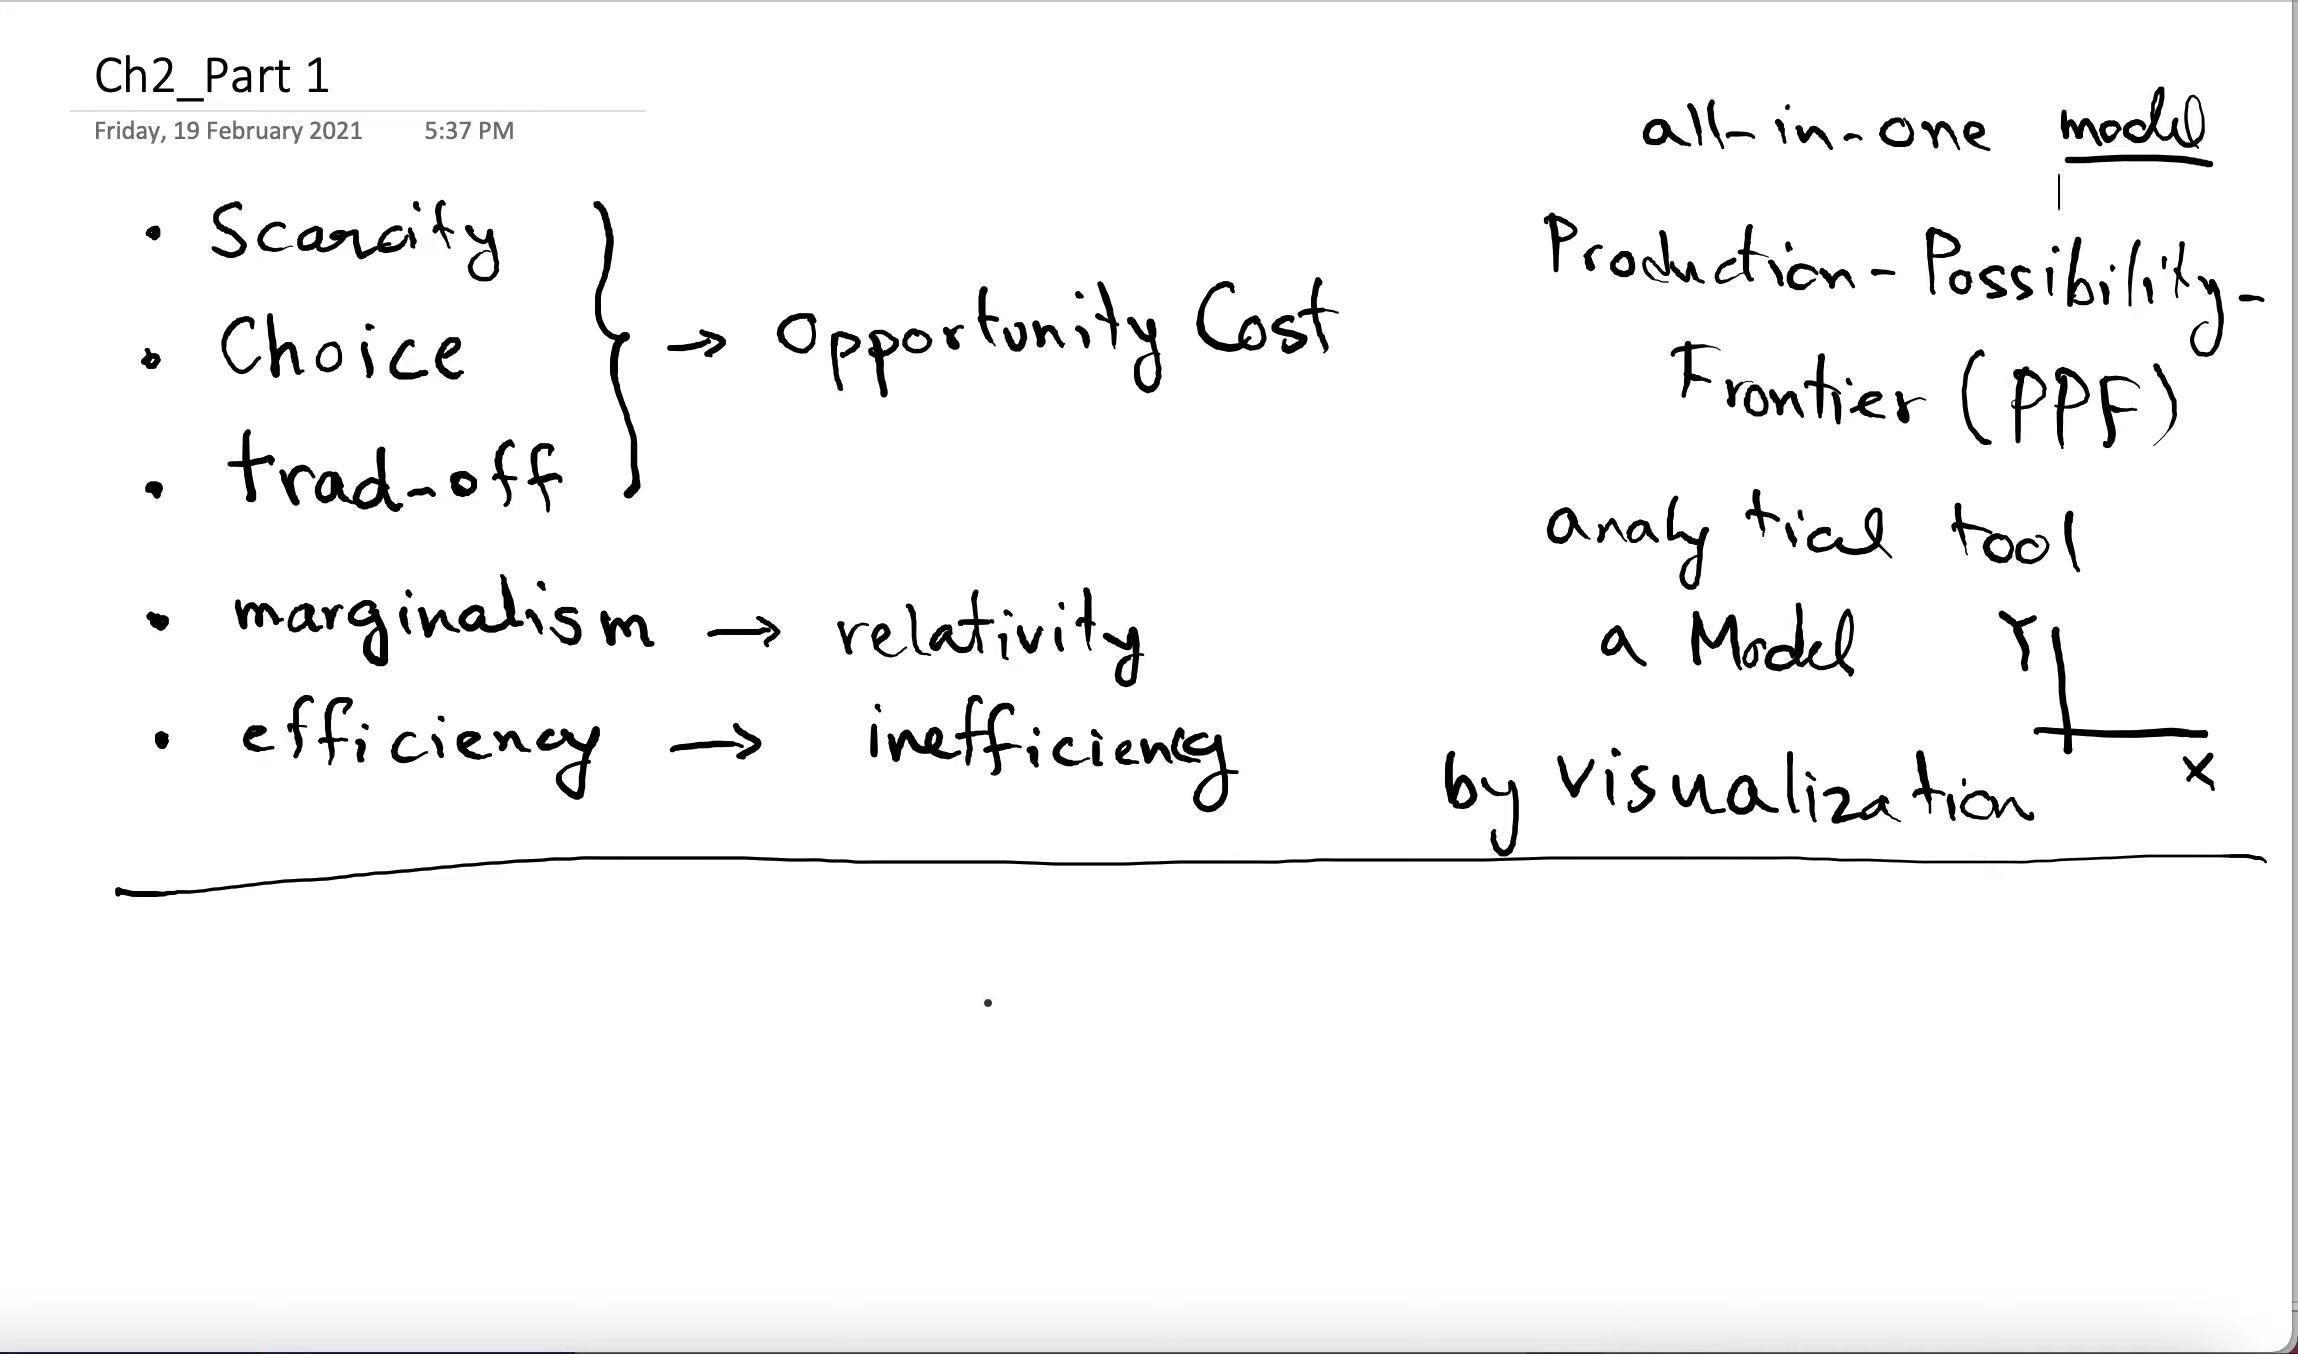 Ch2_Part 1
Friday, 19 February 2021 5:37 PM
• Scarcity
• Choice
• trad-off
→ Opportunity Cost
• marginalism → relativity
• efficiency → inefficiency
all-in-one model
Production-Possibility-
Frontier (PPF)
analytical tool
a Model Y
X
by visualization